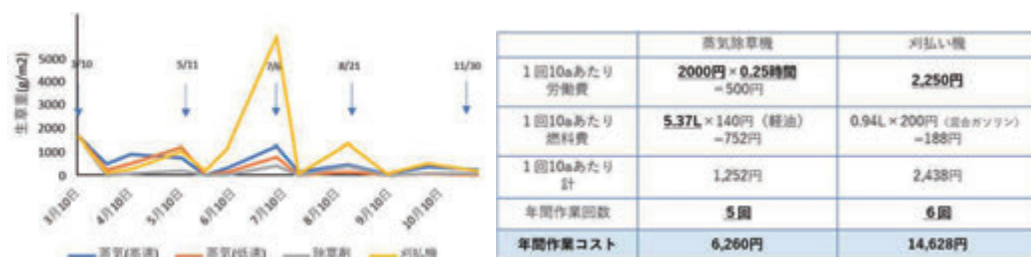 生草重(g/m2)
5000
4000
3000
2000
1000
0
3/10
5/11
7/6
8/21
11/30
3月10日
4月10日
5月10日
6月10日
7月10日
8月10日
9月10日
10月10日
蒸気(高速)
蒸気(低速)
除草剤
刈払機
蒸気除草機
刈払い機
1回10aあたり
労働費
2000円×0.25時間
=500円
2,250円
1回10aあたり
燃料費
5.37L×140円（軽油）
=752円
0.94L×200円（混合ガソリン）
=188円
1回10aあたり
計
1,252円
2,438円
年間作業回数
5回
6回
年間作業コスト
6,260円
14,628円